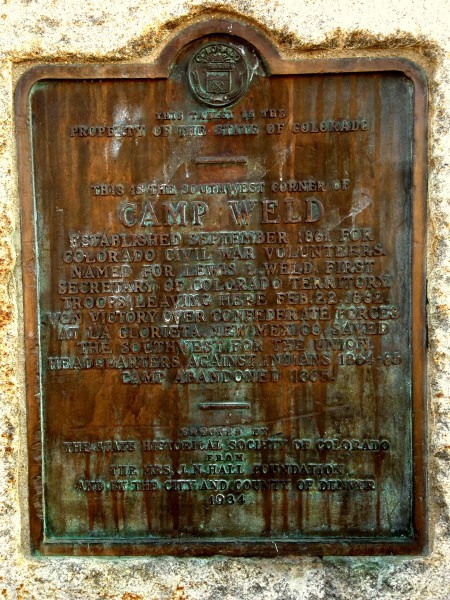 THIS TABLET IS THE
PROPERTY OF THE STATE OF COLORADO
THIS IS THE SOUTHWEST CORNER OF
CAMP WELD
ESTABLISHED SEPTEMBER 1861 FOR
COLORADO CIVIL WAR VOLUNTEERS.
NAMED FOR LEWIS L. WELD, FIRST
SECRETARY OF COLORADO TERRITORY.
TROOPS LEAVING HERE FEB. 22, 1862,
WON VICTORY OVER CONFEDERATE FORCES
AT LA GLORIETA, NEW MEXICO, SAVED
THE SOUTHWEST FOR THE UNION.
HEADQUARTERS AGAINST INDIANS 1864-65
CAMP ABANDONED 1865.
ERECTED BY
THE STATE HISTORICAL SOCIETY OF COLORADO
FROM
THE MRS. J. N. HALL FOUNDATION
AND BY THE CITY AND COUNTY OF DENVER
1934